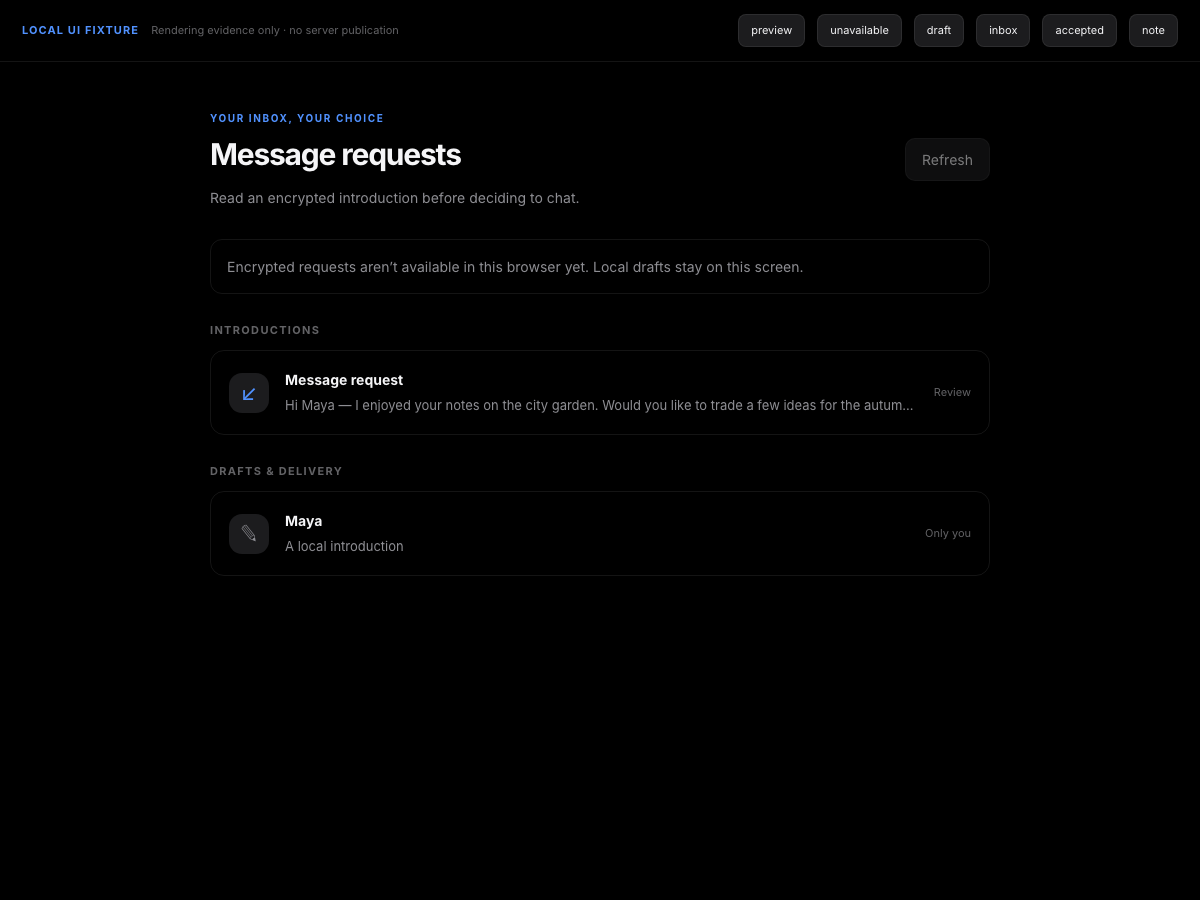 LOCAL UI FIXTURE Rendering evidence only · no server publication preview unavailable draft inbox accepted note
YOUR INBOX, YOUR CHOICE
Message requests
Refresh
Read an encrypted introduction before deciding to chat.
Encrypted requests aren’t available in this browser yet. Local drafts stay on this screen.
INTRODUCTIONS
Message request
Hi Maya — I enjoyed your notes on the city garden. Would you like to trade a few ideas for the autum...
Review
DRAFTS & DELIVERY
Maya
A local introduction
Only you